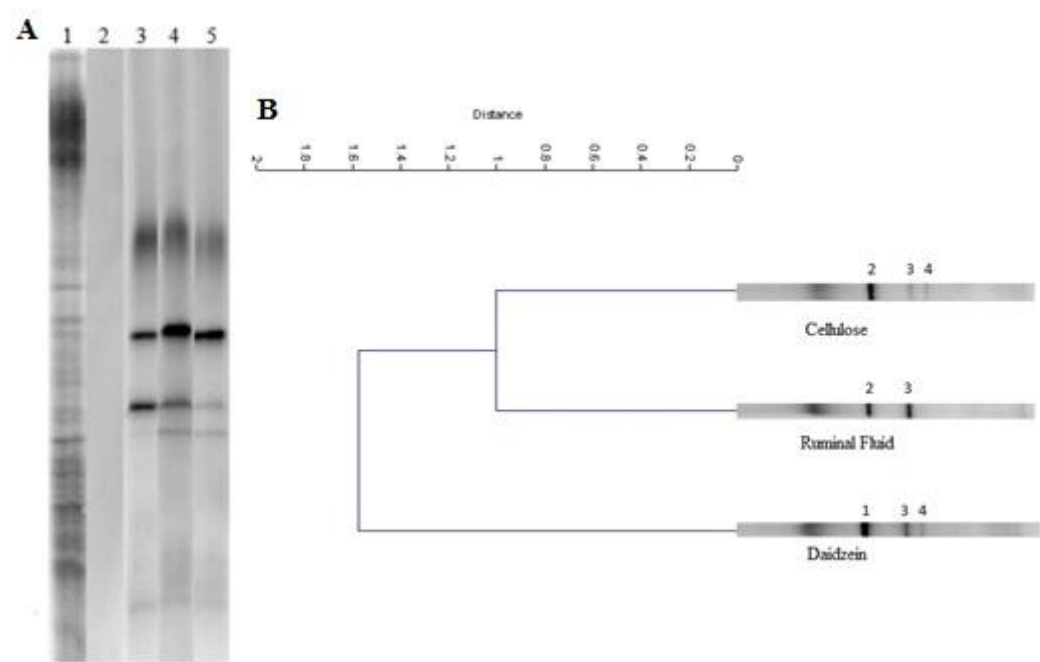 A
1 2 3 4 5
B
Distance
2 1.8 1.6 1.4 1.2 1 0.8 0.6 0.4 0.2 0
2 3 4
Cellulose
2 3
Ruminal Fluid
1 3 4
Daidzein